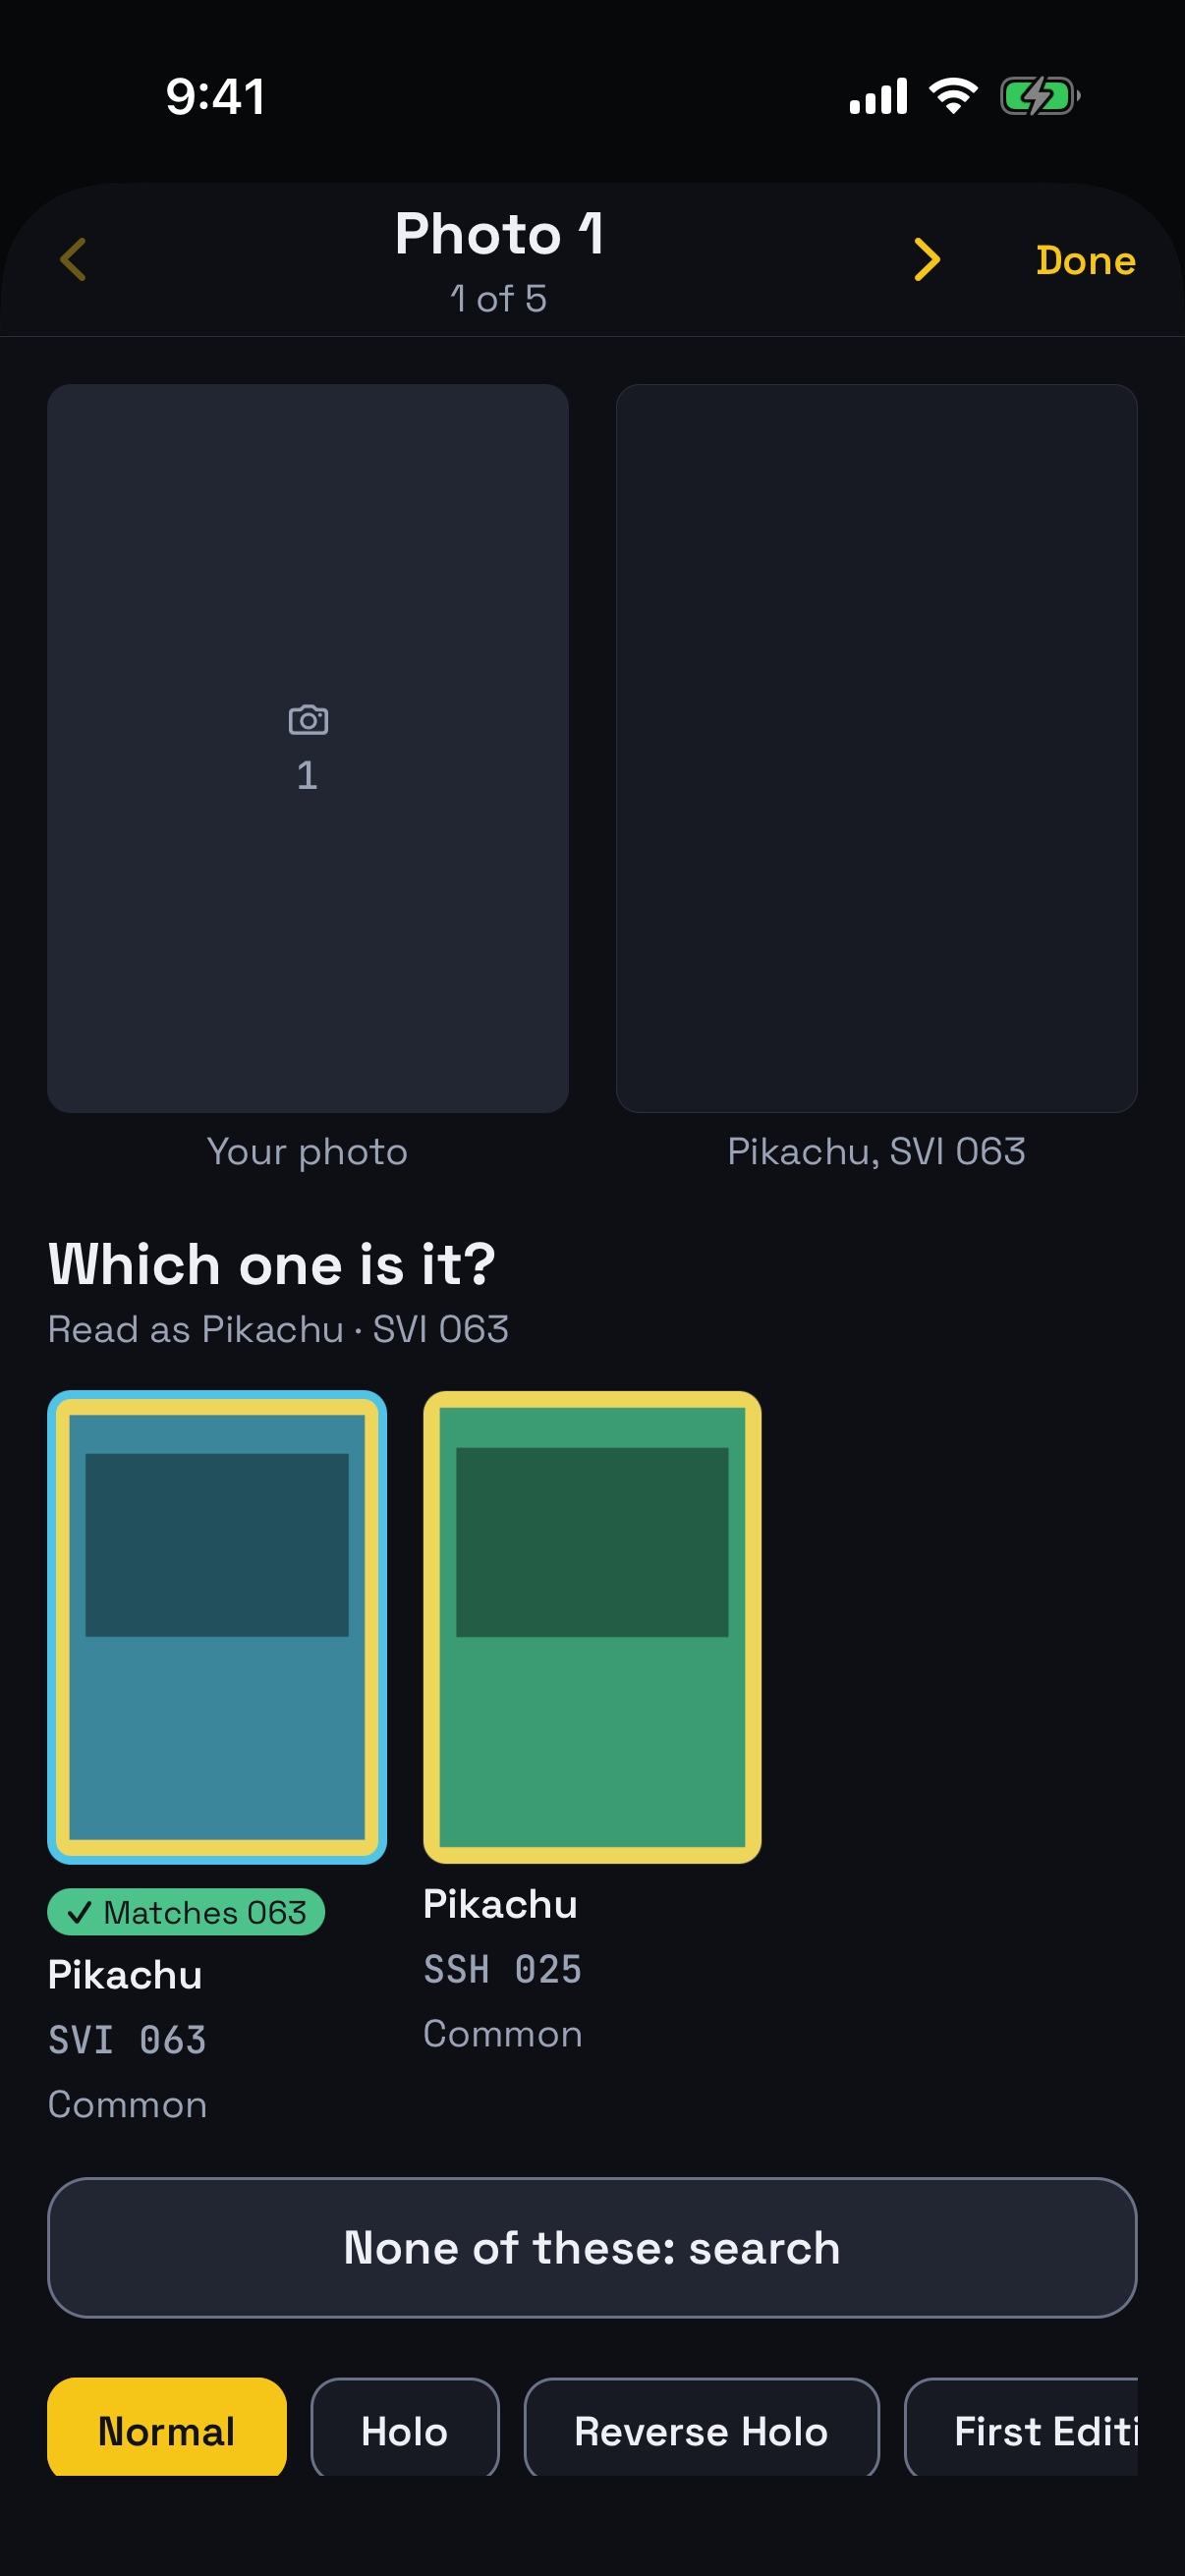 9:41
Photo 1
1 of 5
Done
1
Your photo
Pikachu, SVI 063
Which one is it?
Read as Pikachu · SVI 063
Matches 063
Pikachu
SVI 063
Common
Pikachu
SSH 025
Common
None of these: search
Normal
Holo
Reverse Holo
First Editi